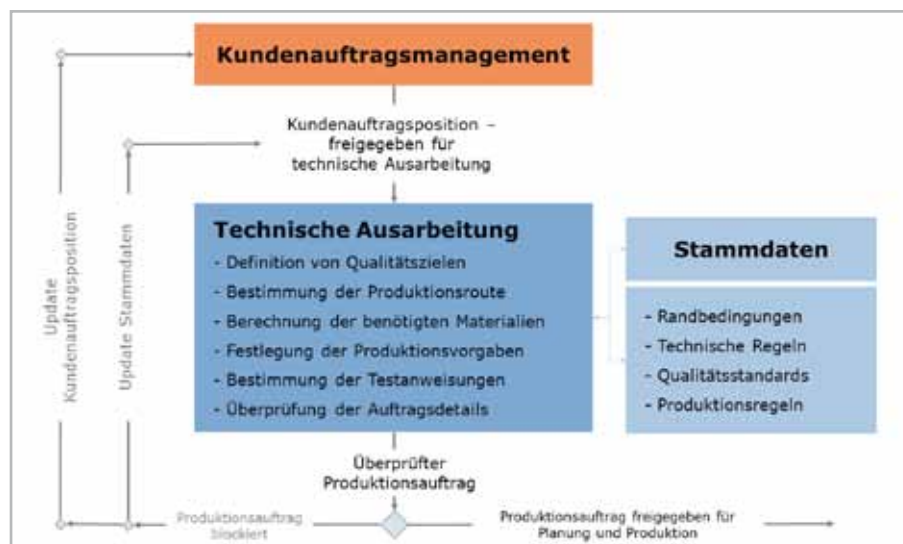 Kundenauftragsmanagement
Kundenauftragsposition –
freigegeben für
technische Ausarbeitung
Update
Kundenauftragsposition
Update Stammdaten
Technische Ausarbeitung
- Definition von Qualitätszielen
- Bestimmung der Produktionsroute
- Berechnung der benötigten Materialien
- Festlegung der Produktionsvorgaben
- Bestimmung der Testanweisungen
- Überprüfung der Auftragsdetails
Stammdaten
- Randbedingungen
- Technische Regeln
- Qualitätsstandards
- Produktionsregeln
Überprüfter
Produktionsauftrag
Produktionsauftrag
blockiert
Produktionsauftrag freigegeben für
Planung und Produktion